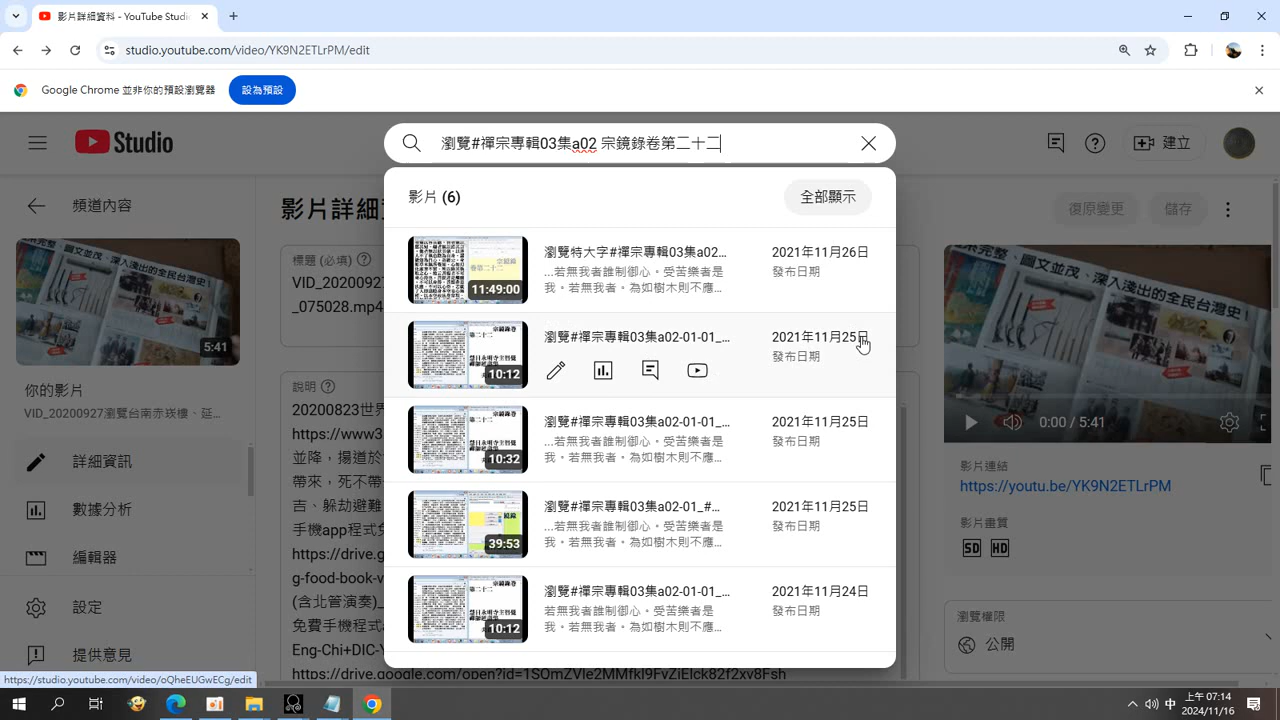 影片詳細資料 - YouTube Studi
studio.youtube.com/video/YK9N2ETLrPM/edit
Google Chrome 並非你的預設瀏覽器
設為預設
Studio
瀏覽#禪宗專輯03集a02 宗鏡錄卷第二十二
建立
頻道內容
影片詳細資
復原變更
儲存
影片 (6)
全部顯示
標題 (必填)
VID_20200927
_075028.mp4
5:41
你的影片
VID_20200927瀏覽台南赤崁樓
詳細資訊
數據分析
編輯器
設定
提供意見
說明
20200823世界
https://www3
並降，頻道於
帶來，死不帶
吉、躲劫避難
手機app程式免
https://drive.g
g-food-book-v
(含北管演奏)_
免費手機程式
Eng-Chi+DIC-Y
https://drive.google.com/open?id=1SOmZVle2MMfkI9FvZiElck82f2xv8Fsh
11:49:00
瀏覽特大字#禪宗專輯03集a02...
...若無我者誰制御心。受苦樂者是
我。若無我者。為如樹木則不應...
2021年11月26日
發布日期
10:12
瀏覽#禪宗專輯03集a02-01-01_...
2021年11月25日
發布日期
10:32
瀏覽#禪宗專輯03集a02-01-01_...
...若無我者誰制御心。受苦樂者是
我。若無我者。為如樹木則不應...
2021年11月25日
發布日期
39:53
瀏覽#禪宗專輯03集a02-01_#...
...若無我者誰制御心。受苦樂者是
我。若無我者。為如樹木則不應...
2021年11月25日
發布日期
10:12
瀏覽#禪宗專輯03集a02-01-01_...
若無我者誰制御心。受苦樂者是
我。若無我者。為如樹木則不應...
2021年11月24日
發布日期
圖文並茂
深入淺出的全民台灣史
0:00 / 5:41
影片連結
https://youtu.be/YK9N2ETLrPM
影片畫質
SD HD
瀏覽權限
公開
https://studio.youtube.com/video/oQheEUGwECg/edit
中
上午 07:14
2024/11/16